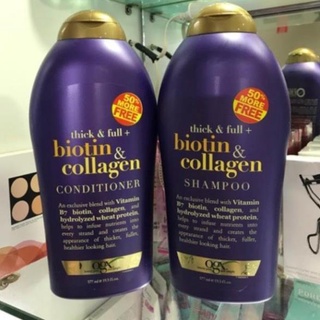 50%
MORE
FREE
thick & full +
biotin &
collagen
CONDITIONER
An exclusive blend with Vitamin
B7 biotin, collagen, and
hydrolyzed wheat protein,
helps to infuse nutrients into
every strand and creates the
appearance of thicker, fuller,
healthier looking hair.
ogx
50%
MORE
FREE
thick & full +
biotin &
collagen
SHAMPOO
An exclusive blend with Vitamin
B7 biotin, collagen, and
hydrolyzed wheat protein,
helps to infuse nutrients into
every strand and creates the
appearance of thicker, fuller,
healthier looking hair.
ogx